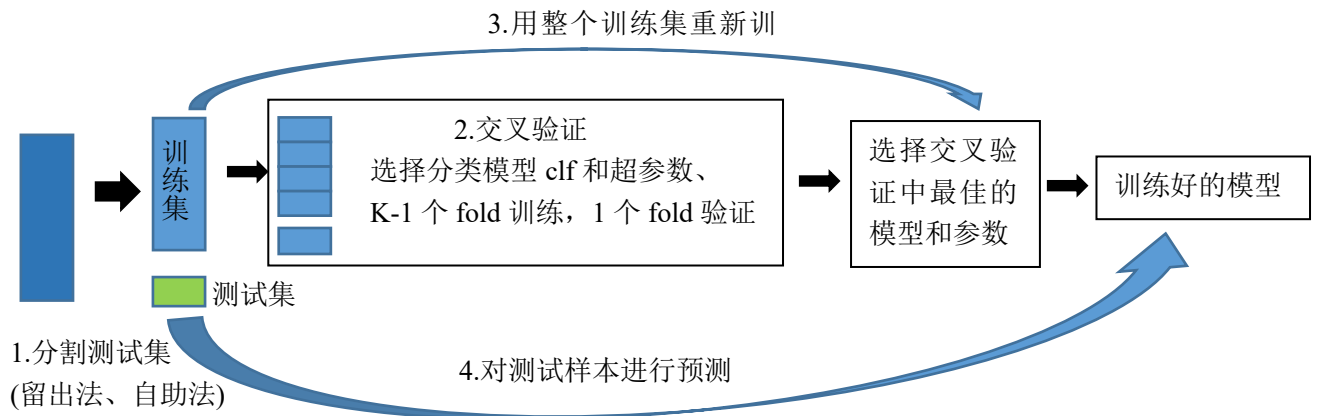 3.用整个训练集重新训
训
练
集
2.交叉验证
选择分类模型 clf 和超参数、
K-1 个 fold 训练，1 个 fold 验证
选择交叉验
证中最佳的
模型和参数
训练好的模型
测试集
1.分割测试集
(留出法、自助法)
4.对测试样本进行预测